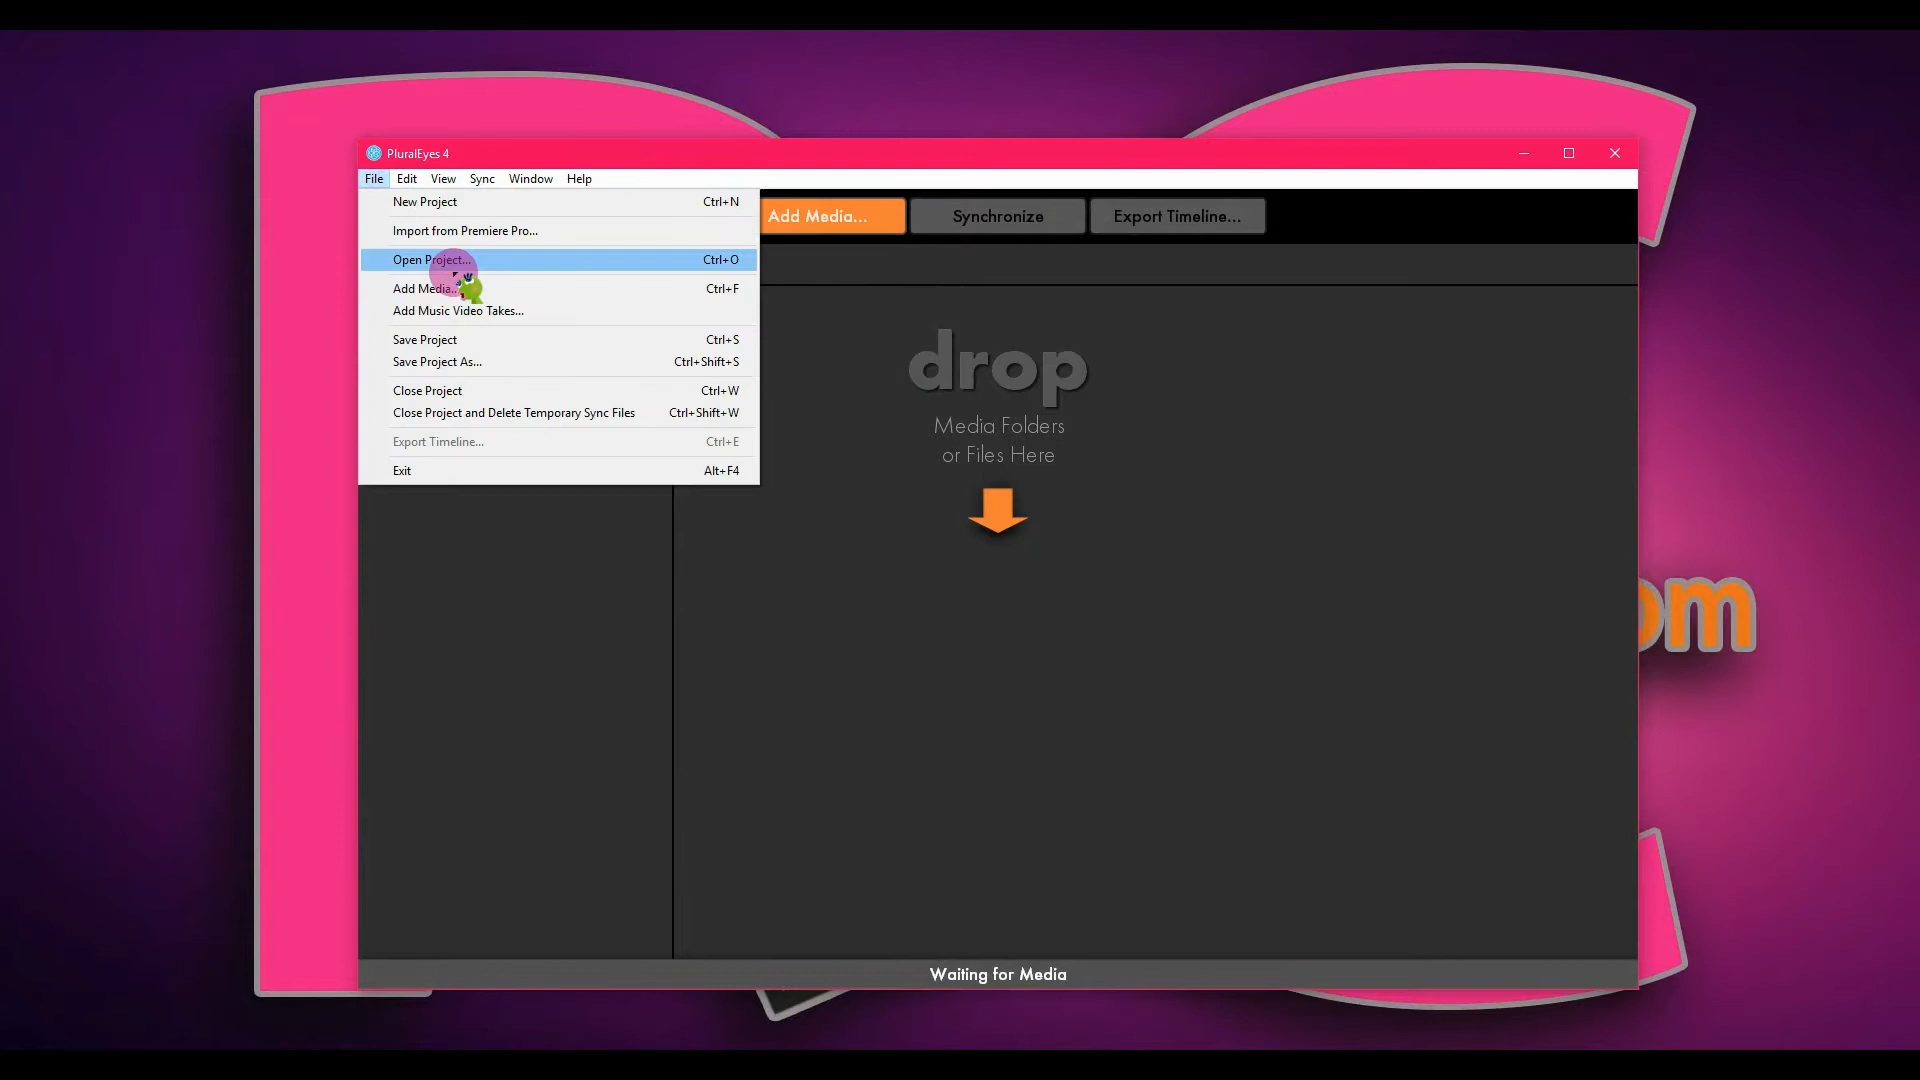 PluralEyes 4
File Edit View Sync Window Help
New Project Ctrl+N
Import from Premiere Pro...
Open Project... Ctrl+O
Add Media... Ctrl+F
Add Music Video Takes...
Save Project Ctrl+S
Save Project As... Ctrl+Shift+S
Close Project Ctrl+W
Close Project and Delete Temporary Sync Files Ctrl+Shift+W
Export Timeline... Ctrl+E
Exit Alt+F4
Add Media... Synchronize Export Timeline...
drop
Media Folders
or Files Here
om
Waiting for Media